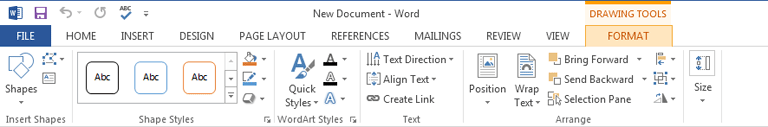 ABC
New Document - Word
DRAWING TOOLS
FILE HOME INSERT DESIGN PAGE LAYOUT REFERENCES MAILINGS REVIEW VIEW FORMAT
Shapes
Abc Abc Abc
Quick
Styles
A
A
A
A
Text Direction
Align Text
Create Link
Position
Wrap
Text
Bring Forward
Send Backward
Selection Pane
Size
Insert Shapes
Shape Styles
WordArt Styles
Text
Arrange